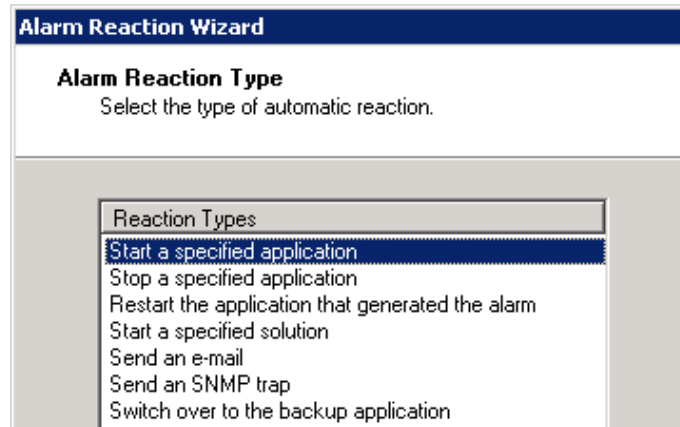 Alarm Reaction Wizard
Alarm Reaction Type
Select the type of automatic reaction.
Reaction Types
Start a specified application
Stop a specified application
Restart the application that generated the alarm
Start a specified solution
Send an e-mail
Send an SNMP trap
Switch over to the backup application